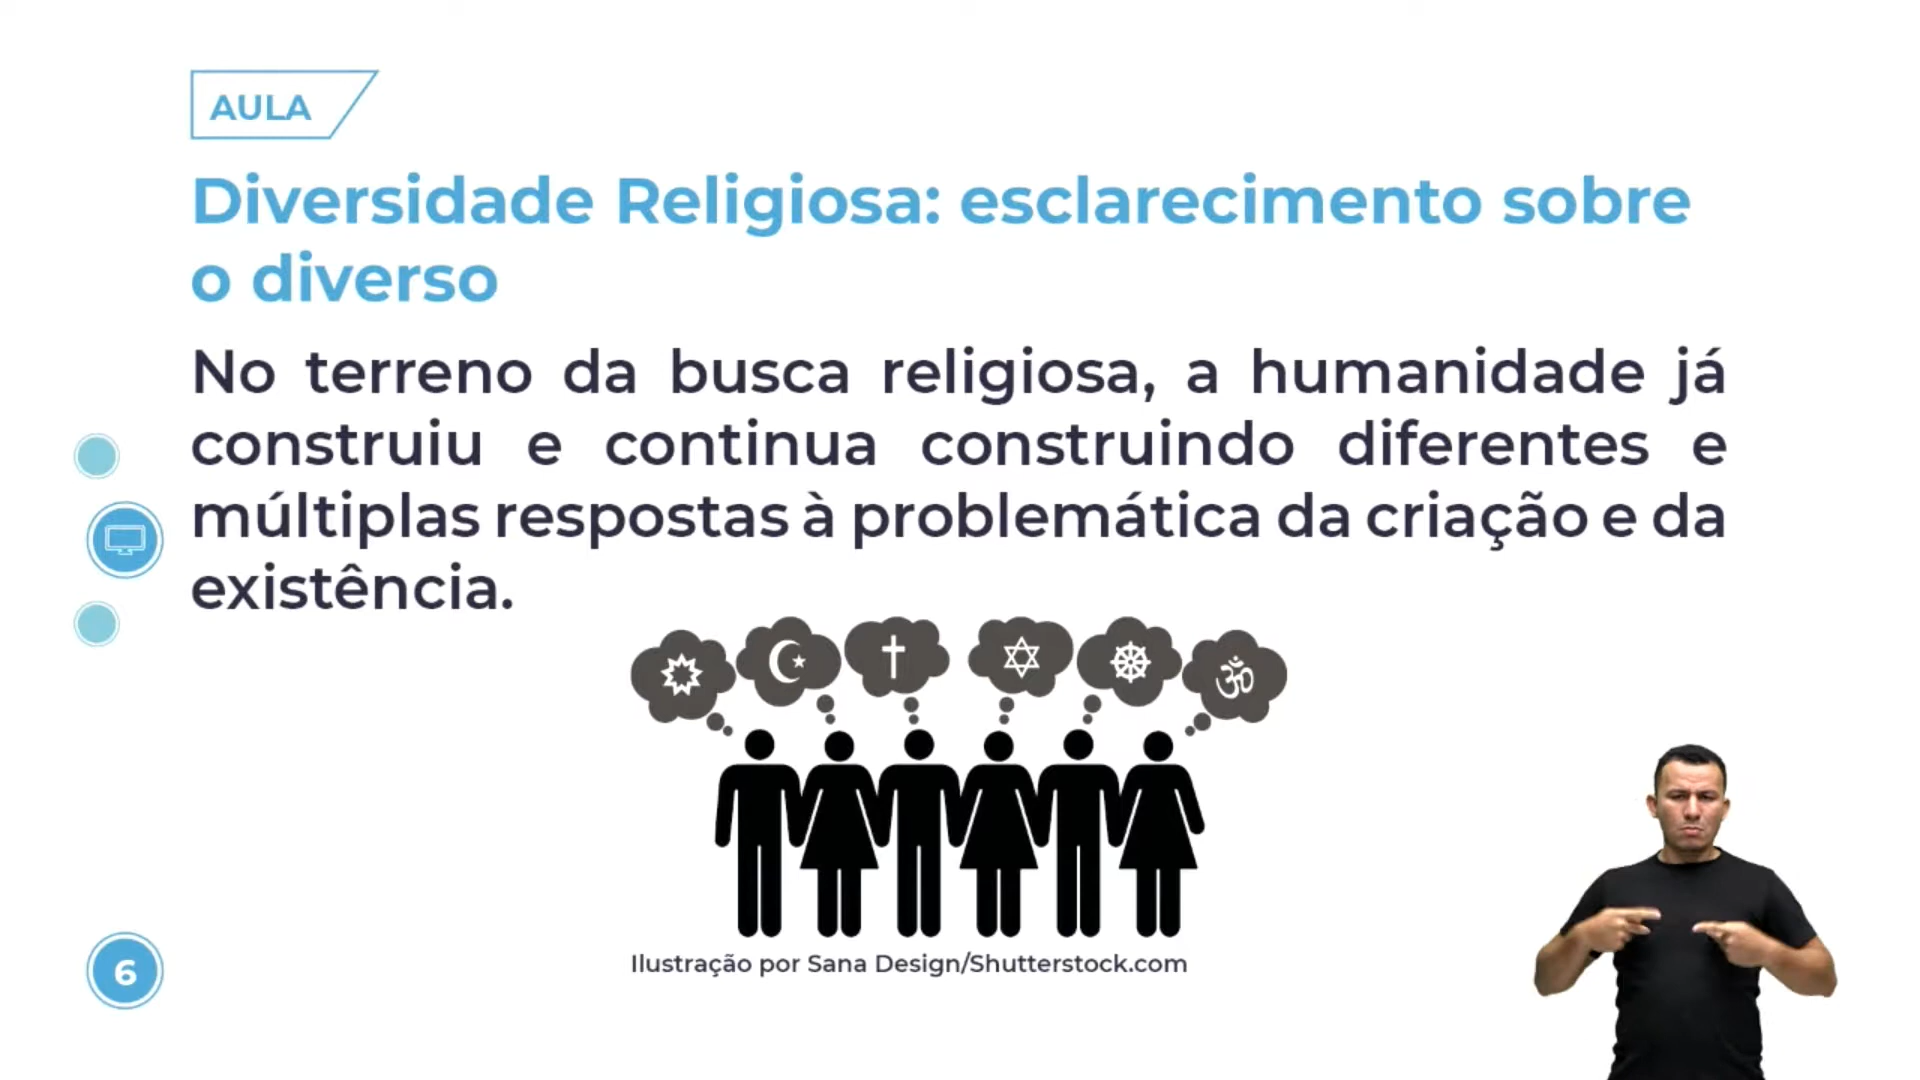 AULA
Diversidade Religiosa: esclarecimento sobre
o diverso
No terreno da busca religiosa, a humanidade já
construiu e continua construindo diferentes e
múltiplas respostas à problemática da criação e da
existência.
ॐ
Ilustração por Sana Design/Shutterstock.com
6